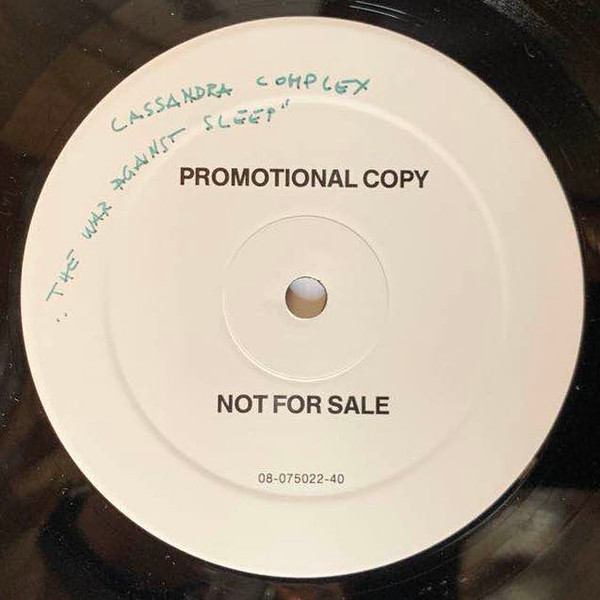 CASSANDRA COMPLEX
"THE WAR AGAINST SLEEP"
PROMOTIONAL COPY
NOT FOR SALE
08-075022-40